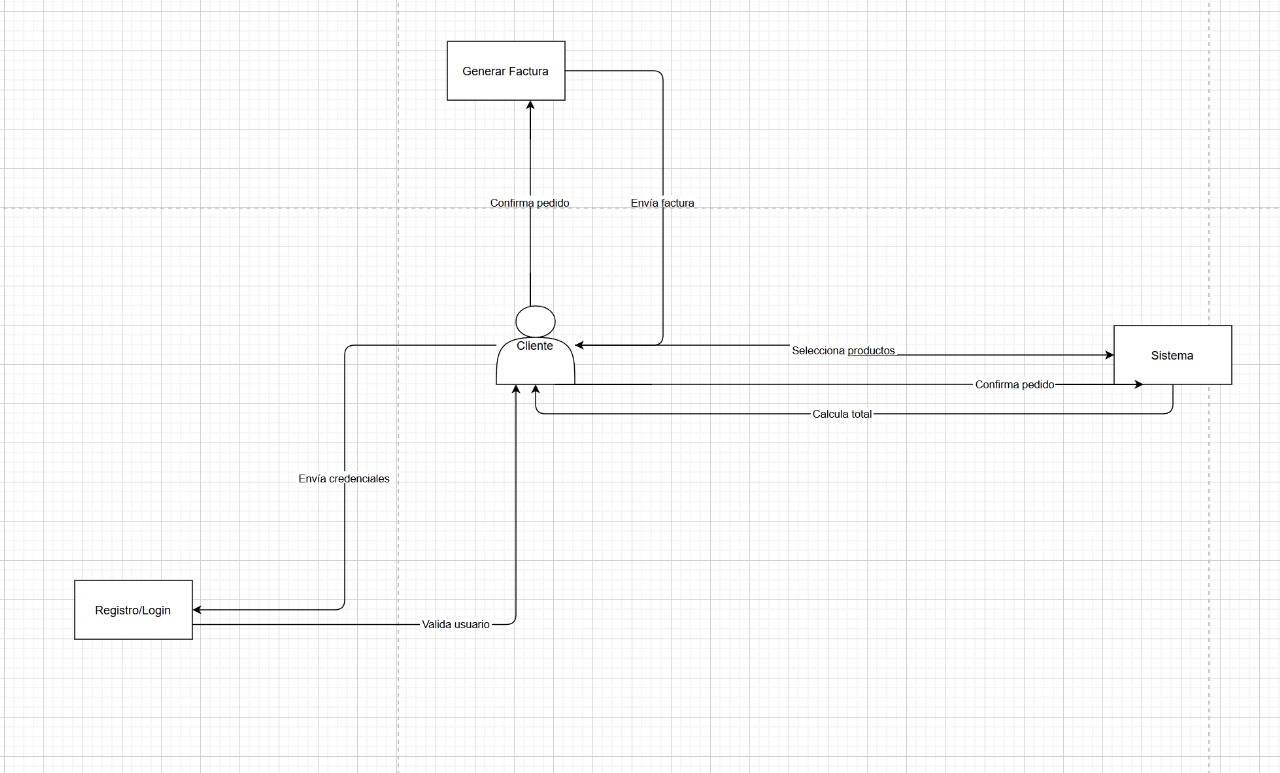 Generar Factura
Confirma pedido
Envía factura
Cliente
Selecciona productos
Sistema
Confirma pedido
Calcula total
Envía credenciales
Registro/Login
Valida usuario